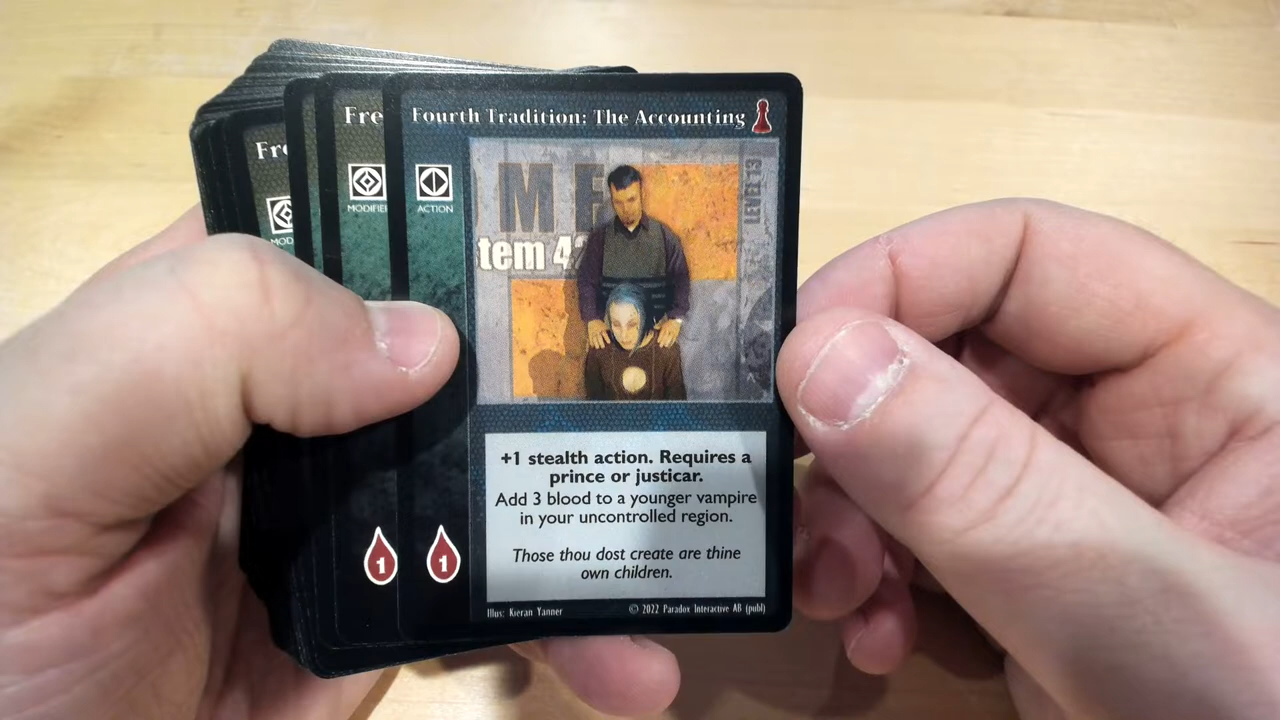 Fre
MOD
Fre
MODIFIE
1
Fourth Tradition: The Accounting
ACTION
M E
tem 42
LEVEL 13
+1 stealth action. Requires a
prince or justicar.
Add 3 blood to a younger vampire
in your uncontrolled region.
Those thou dost create are thine
own children.
1
Illus: Kieran Yanner
© 2022 Paradox Interactive AB (publ)